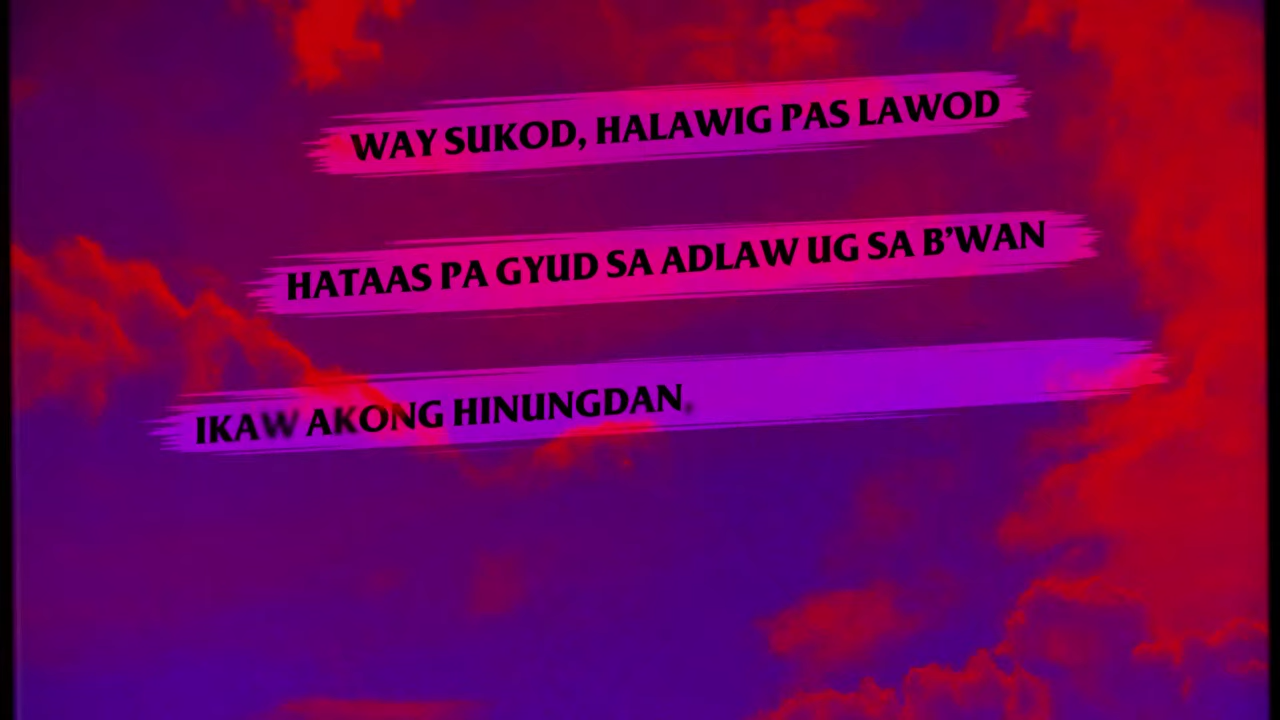 WAY SUKOD, HALAWIG PAS LAWOD
HATAAS PA GYUD SA ADLAW UG SA B’WAN
IKAW AKONG HINUNGDAN,